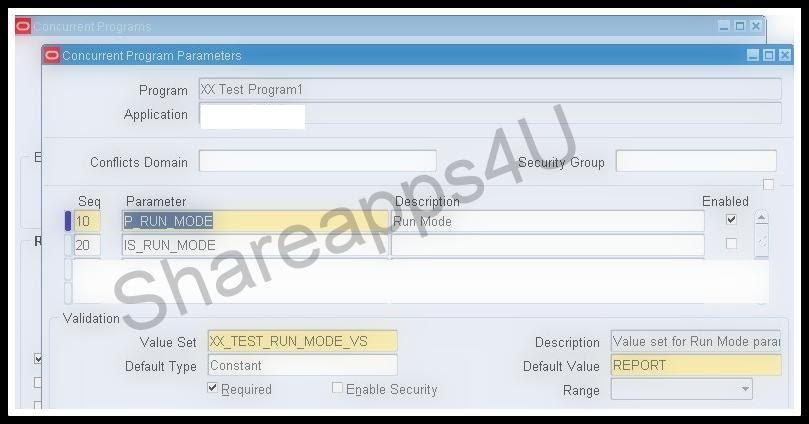 Concurrent Programs
Concurrent Program Parameters
Program XX Test Program1
Application
Conflicts Domain Security Group
Seq Parameter Description Enabled
10 P_RUN_MODE Run Mode
20 IS_RUN_MODE
Shareapps4U
Validation
Value Set XX_TEST_RUN_MODE_VS Description Value set for Run Mode para
Default Type Constant Default Value REPORT
Required Enable Security Range